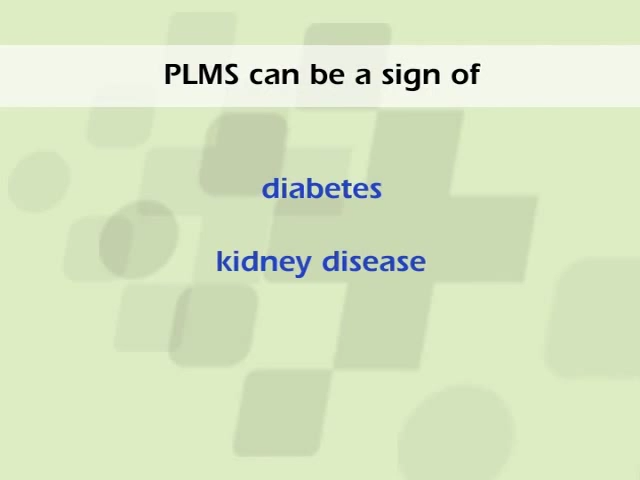 PLMS can be a sign of
diabetes
kidney disease